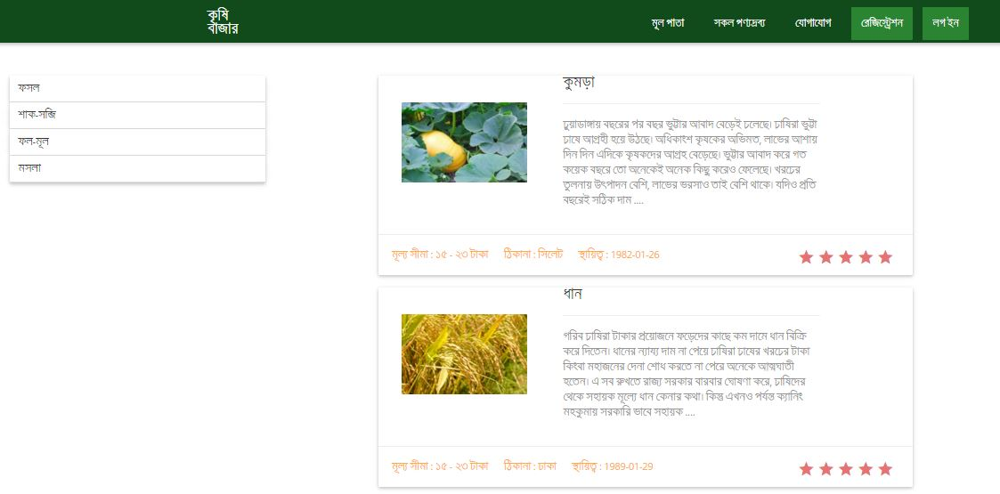 কৃষি
বাজার
মূল পাতা সকল পণ্যদ্রব্য যোগাযোগ রেজিস্ট্রেশন লগ ইন
ফসল
শাক-সব্জি
ফল-মূল
মসলা
কুমড়া
চুয়াডাঙ্গায় বছরের পর বছর ভুট্টার আবাদ বেড়েই চলেছে। চাষিরা ভুট্টা
চাষে আগ্রহী হয়ে উঠছে। অধিকাংশ কৃষকের অভিমত, লাভের আশায়
দিন দিন এদিকে কৃষকদের আগ্রহ বেড়েছে। ভুট্টার আবাদ করে গত
কয়েক বছরে তো অনেকেই অনেক কিছু করেও ফেলেছে। খরচের
তুলনায় উৎপাদন বেশি, লাভের ভরসাও তাই বেশি থাকে। যদিও প্রতি
বছরেই সঠিক দাম ....
মূল্য সীমা : ১৫ - ২৩ টাকা ঠিকানা : সিলেট স্থায়িত্ব : 1982-01-26
ধান
গরিব চাষিরা টাকার প্রয়োজনে ফড়েদের কাছে কম দামে ধান বিক্রি
করে দিতেন। ধানের ন্যায্য দাম না পেয়ে চাষিরা চাষের খরচের টাকা
কিংবা মহাজনের দেনা শোধ করতে না পেরে অনেকে আত্মঘাতী
হতেন। এ সব রুখতে রাজ্য সরকার বারবার ঘোষণা করে, চাষিদের
থেকে সহায়ক মূল্যে ধান কেনার কথা। কিন্তু এখনও পর্যন্ত ক্যানিং
মহকুমায় সরকারি ভাবে সহায়ক ....
মূল্য সীমা : ১৫ - ২৩ টাকা ঠিকানা : ঢাকা স্থায়িত্ব : 1989-01-29